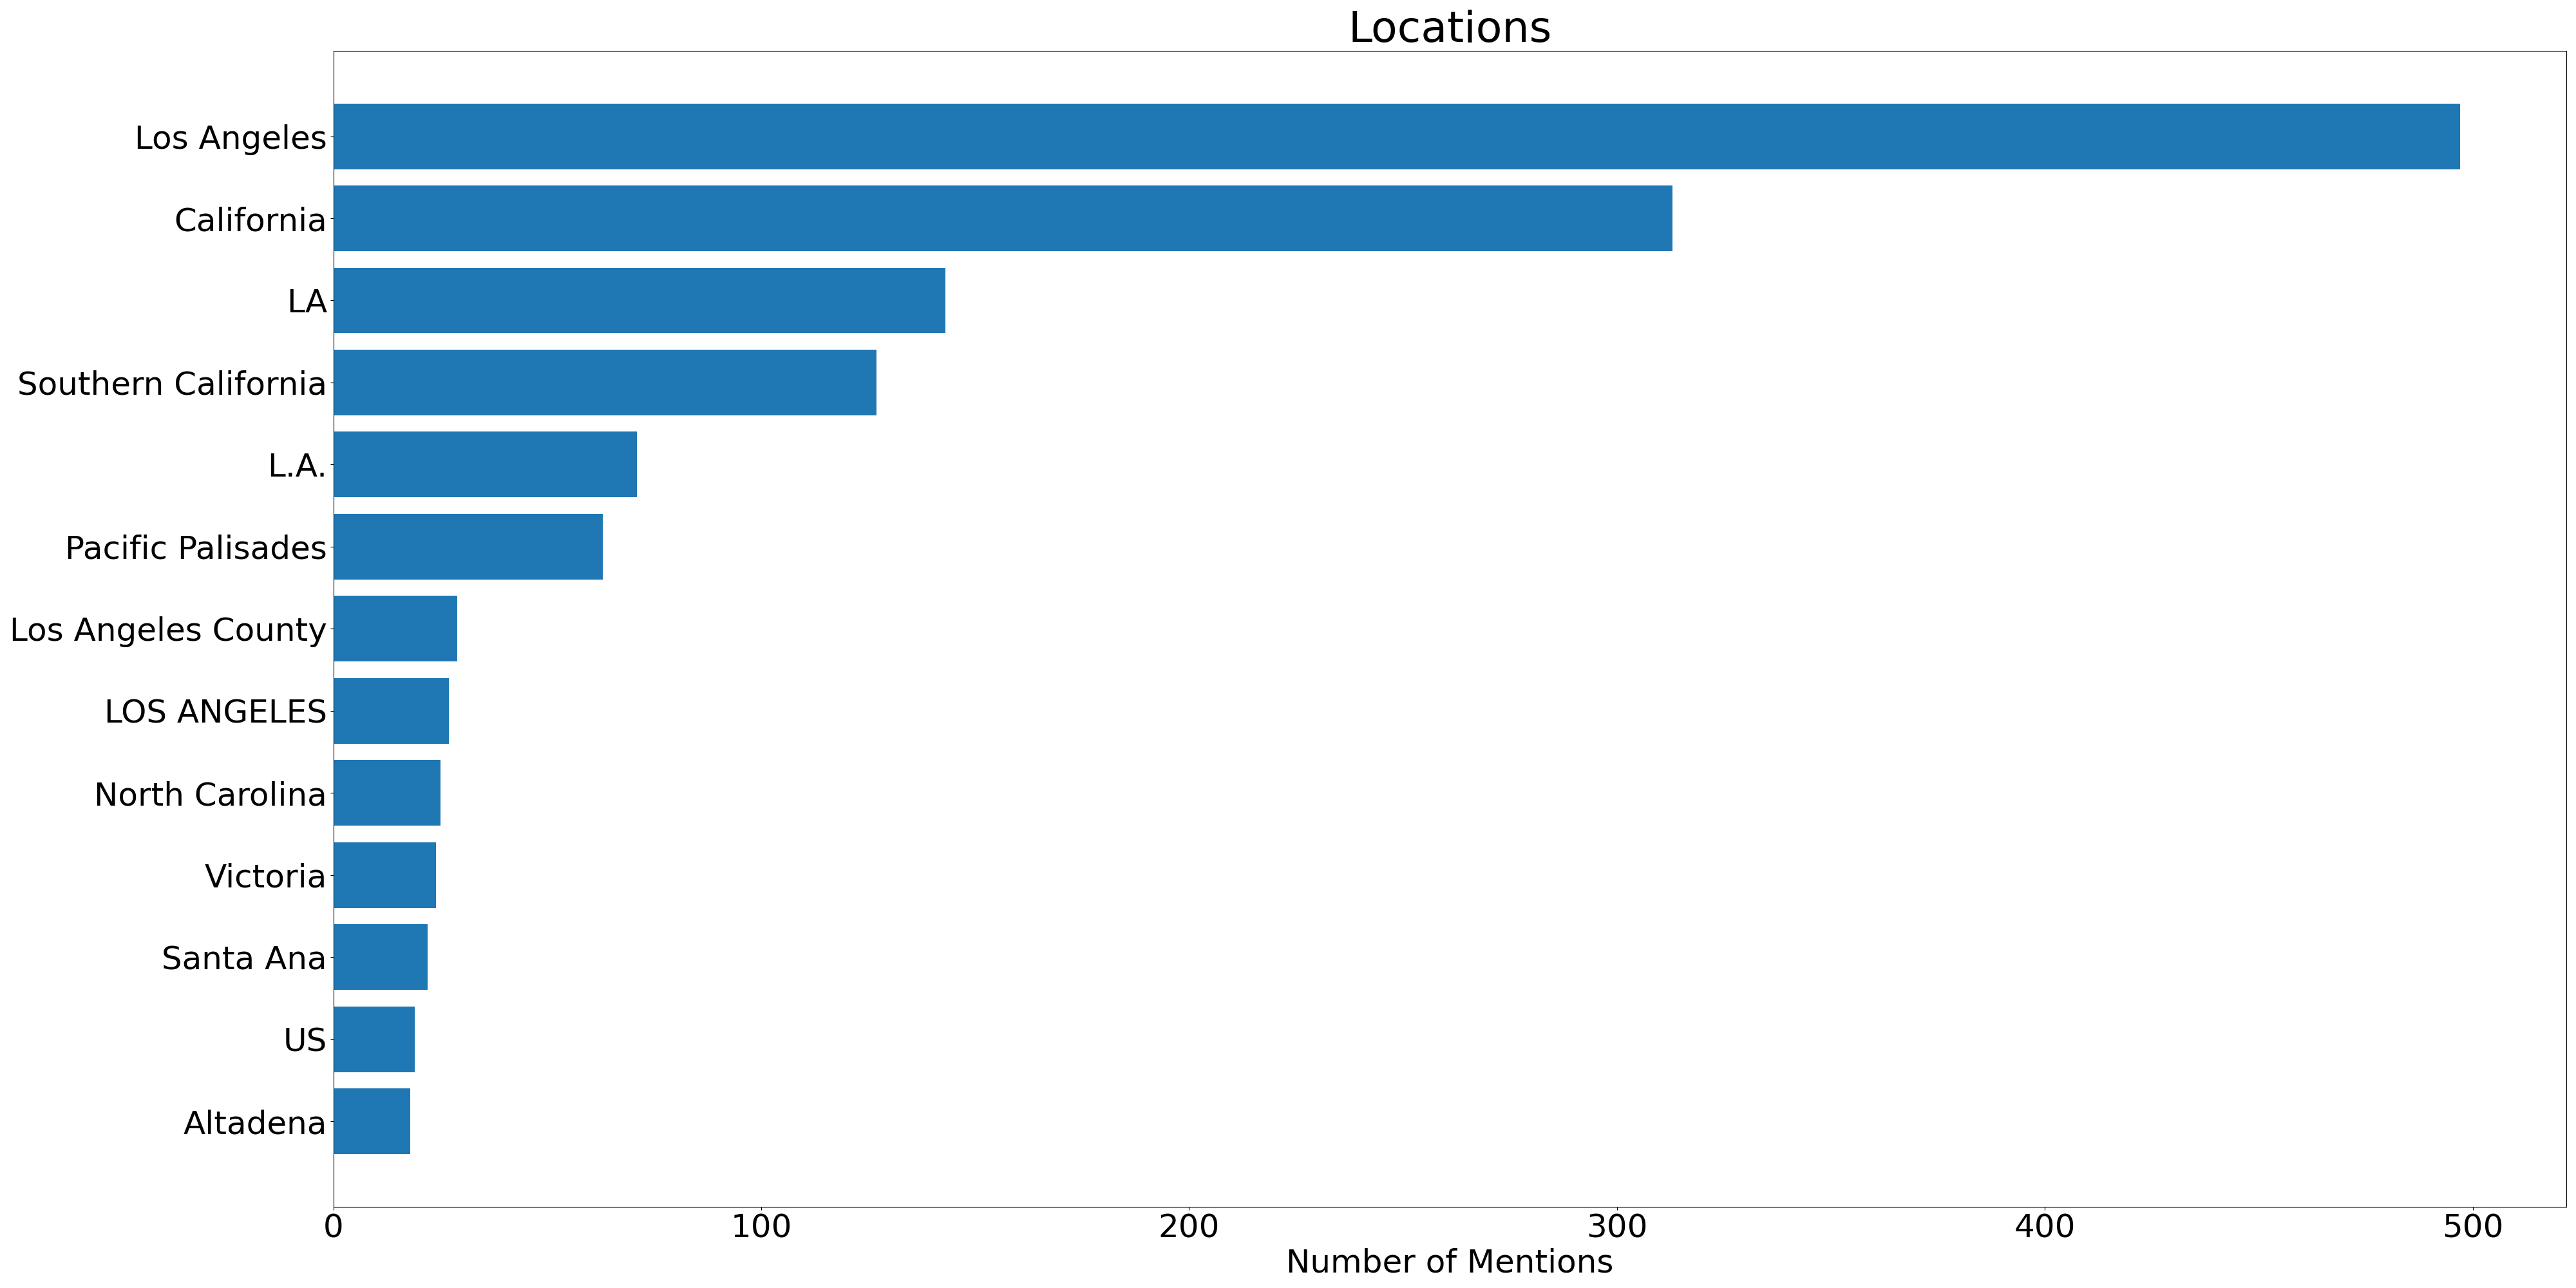 Locations
Los Angeles
California
LA
Southern California
L.A.
Pacific Palisades
Los Angeles County
LOS ANGELES
North Carolina
Victoria
Santa Ana
US
Altadena
0 100 200 300 400 500
Number of Mentions